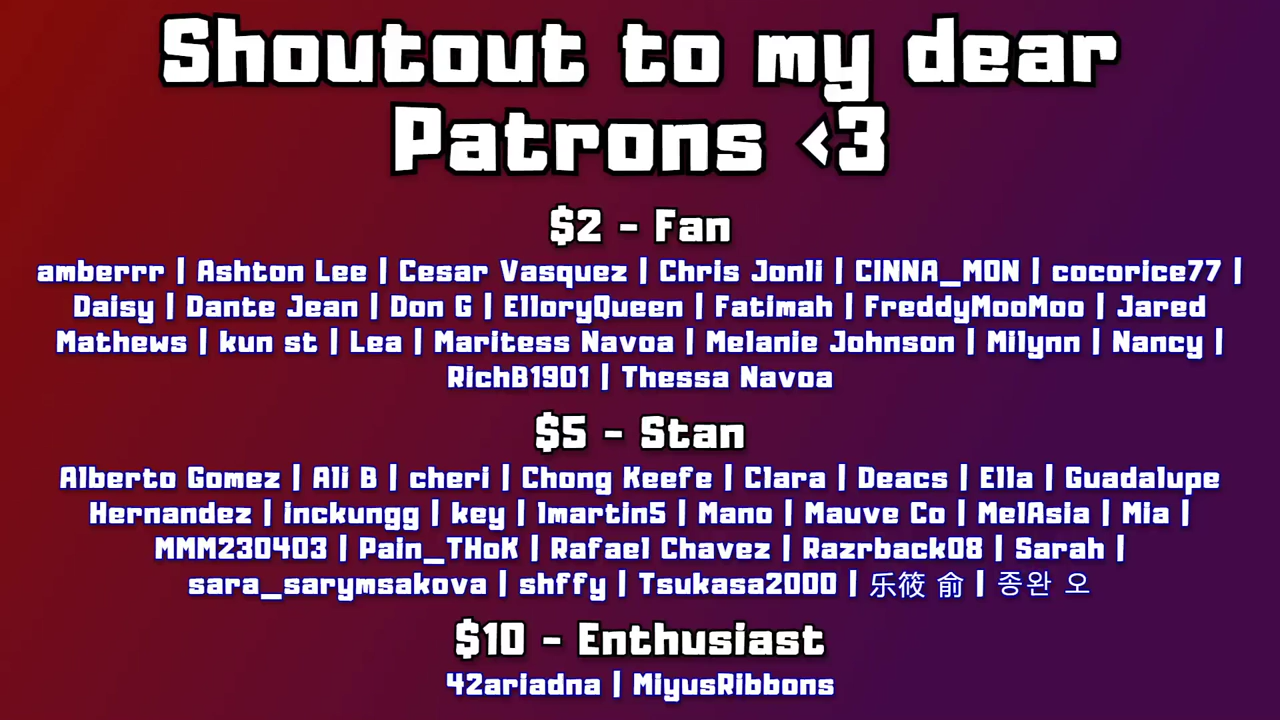 Shoutout to my dear
Patrons <3
$2 - Fan
amberrr | Ashton Lee | Cesar Vasquez | Chris Jonli | CINNA_MON | cocorice77 |
Daisy | Dante Jean | Don G | ElloryQueen | Fatimah | FreddyMooMoo | Jared
Mathews | kun st | Lea | Maritess Navoa | Melanie Johnson | Milynn | Nancy |
RichB1901 | Thessa Navoa
$5 - Stan
Alberto Gomez | Ali B | cheri | Chong Keefe | Clara | Deacs | Ella | Guadalupe
Hernandez | inckungg | key | lmartin5 | Mano | Mauve Co | MelAsia | Mia |
MMM230403 | Pain_THoK | Rafael Chavez | Razrback08 | Sarah |
sara_sarymsakova | shffy | Tsukasa2000 | 乐筱 俞 | 종완 오
$10 - Enthusiast
42ariadna | MiyusRibbons